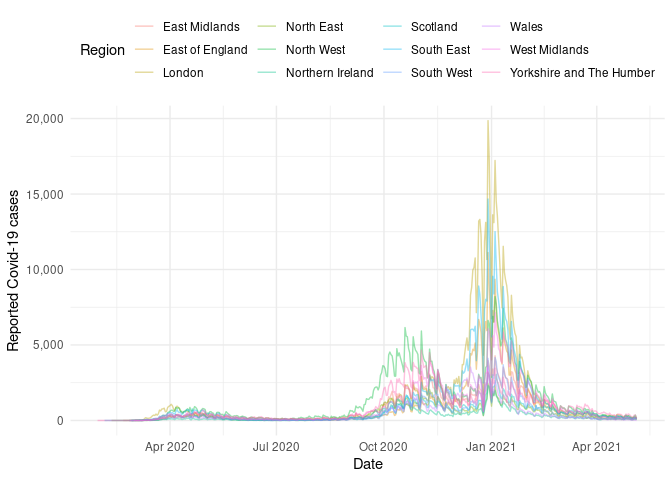 Region
East Midlands North East Scotland Wales
East of England North West South East West Midlands
London Northern Ireland South West Yorkshire and The Humber
Reported Covid-19 cases
20,000
15,000
10,000
5,000
0
Apr 2020 Jul 2020 Oct 2020 Jan 2021 Apr 2021
Date